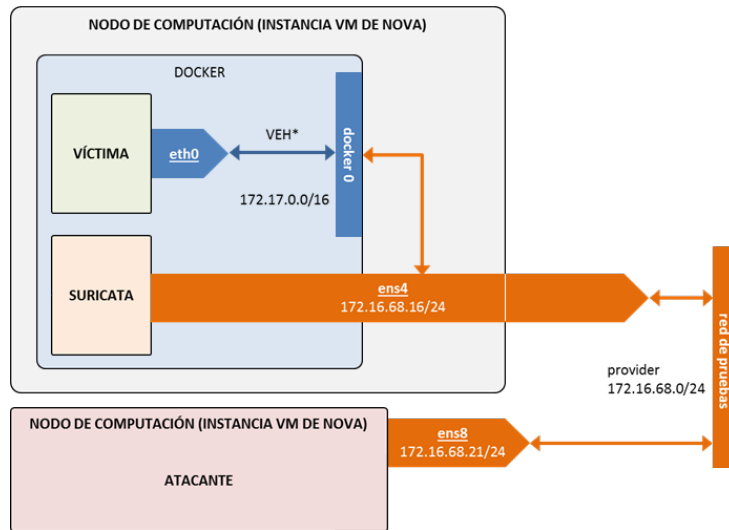 NODO DE COMPUTACIÓN (INSTANCIA VM DE NOVA)
DOCKER
VÍCTIMA
eth0
VEH*
docker 0
172.17.0.0/16
SURICATA
ens4
172.16.68.16/24
provider
172.16.68.0/24
red de pruebas
NODO DE COMPUTACIÓN (INSTANCIA VM DE NOVA)
ATACANTE
ens8
172.16.68.21/24